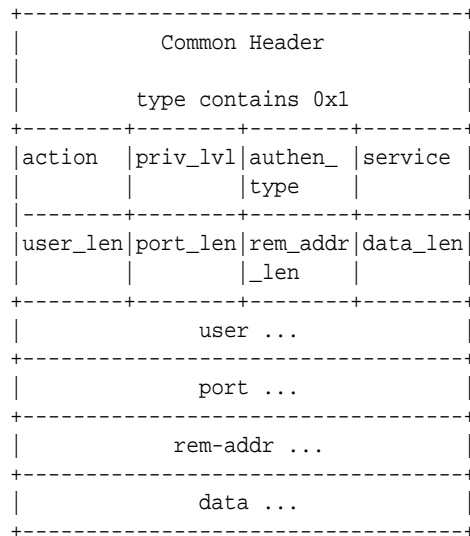 +----------------------------------+
| Common Header |
| |
| type contains 0x1 |
+--------+--------+--------+--------+
|action |priv_lvl|authen_ |service |
| | |type | |
|--------+--------+--------+--------+
|user_len|port_len|rem_addr|data_len|
| | |_len | |
+--------+--------+--------+--------+
| user ... |
+----------------------------------+
| port ... |
+----------------------------------+
| rem-addr ... |
+----------------------------------+
| data ... |
+----------------------------------+